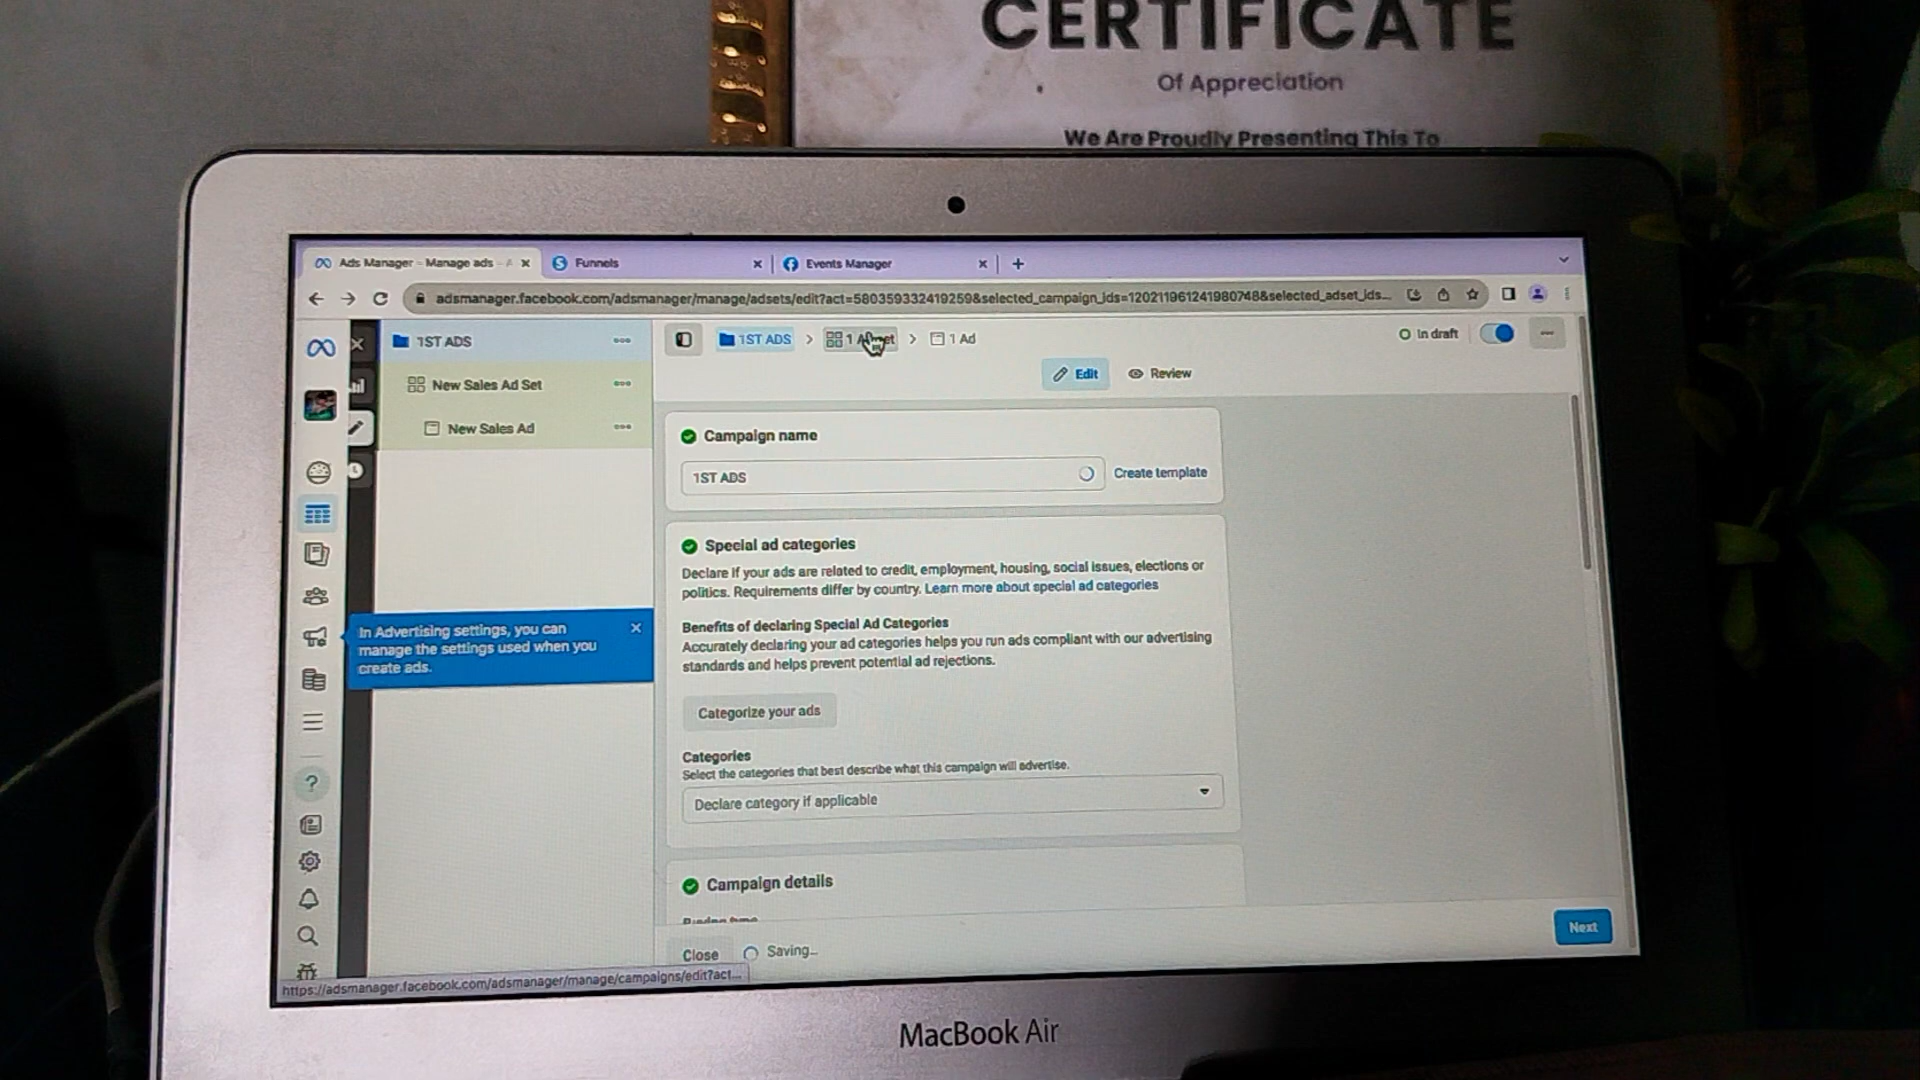 CERTIFICATE
Of Appreciation
We Are Proudly Presenting This To
Ads Manager - Manage ads - A
Funnels
Events Manager
adsmanager.facebook.com/adsmanager/manage/adsets/edit?act=580359332419259&selected_campaign_ids=120211961241980748&selected_adset_ids...
1ST ADS
1ST ADS
1
1 Ad
In draft
New Sales Ad Set
Edit
Review
New Sales Ad
Campaign name
1ST ADS
Create template
Special ad categories
Declare if your ads are related to credit, employment, housing, social issues, elections or
politics. Requirements differ by country. Learn more about special ad categories
Benefits of declaring Special Ad Categories
Accurately declaring your ad categories helps you run ads compliant with our advertising
standards and helps prevent potential ad rejections.
In Advertising settings, you can
manage the settings used when you
create ads.
Categorize your ads
Categories
Select the categories that best describe what this campaign will advertise.
Declare category if applicable
Campaign details
Close
Saving...
Next
https://adsmanager.facebook.com/adsmanager/manage/campaigns/edit?act...
MacBook Air